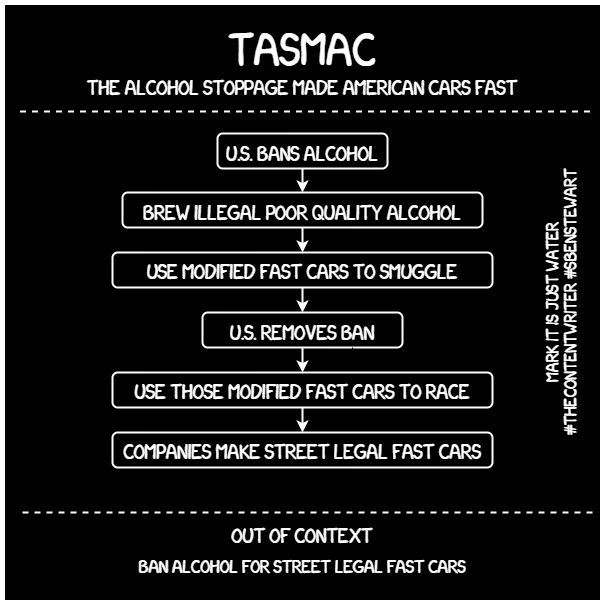 TASMAC
THE ALCOHOL STOPPAGE MADE AMERICAN CARS FAST
U.S. BANS ALCOHOL
BREW ILLEGAL POOR QUALITY ALCOHOL
USE MODIFIED FAST CARS TO SMUGGLE
U.S. REMOVES BAN
USE THOSE MODIFIED FAST CARS TO RACE
COMPANIES MAKE STREET LEGAL FAST CARS
MARK IT IS JUST WATER
#THECONTENTWRITER #SBENSTEWART
OUT OF CONTEXT
BAN ALCOHOL FOR STREET LEGAL FAST CARS